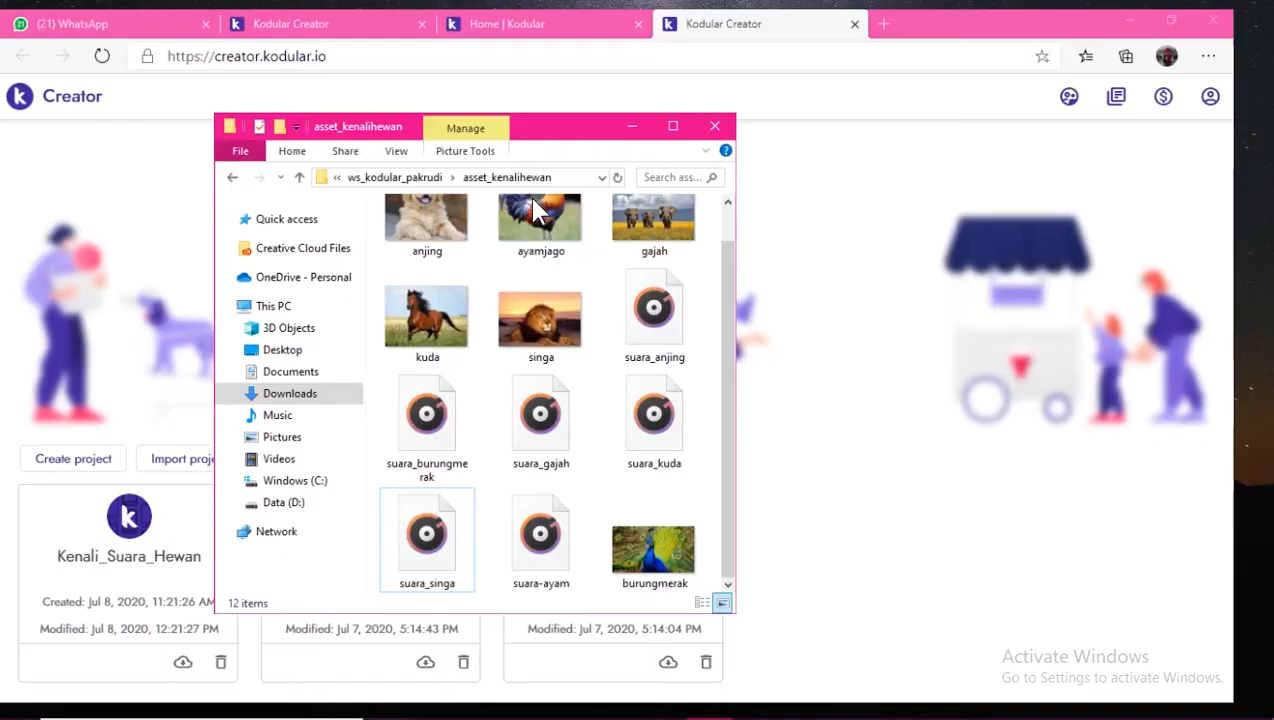 (21) WhatsApp
Kodular Creator
Home | Kodular
Kodular Creator
https://creator.kodular.io
Creator
asset_kenalihewan
Manage
File
Home
Share
View
Picture Tools
« ws_kodular_pakrudi > asset_kenalihewan
Search ass...
Quick access
Creative Cloud Files
OneDrive - Personal
This PC
3D Objects
Desktop
Documents
Downloads
Music
Pictures
Videos
Windows (C:)
Data (D:)
Network
anjing
ayamjago
gajah
kuda
singa
suara_anjing
suara_burungme
rak
suara_gajah
suara_kuda
suara_singa
suara-ayam
burungmerak
12 items
Create project
Import proje
Kenali_Suara_Hewan
Created: Jul 8, 2020, 11:21:26 AM
Modified: Jul 8, 2020, 12:21:27 PM
Modified: Jul 7, 2020, 5:14:43 PM
Modified: Jul 7, 2020, 5:14:04 PM
Activate Windows
Go to Settings to activate Windows.